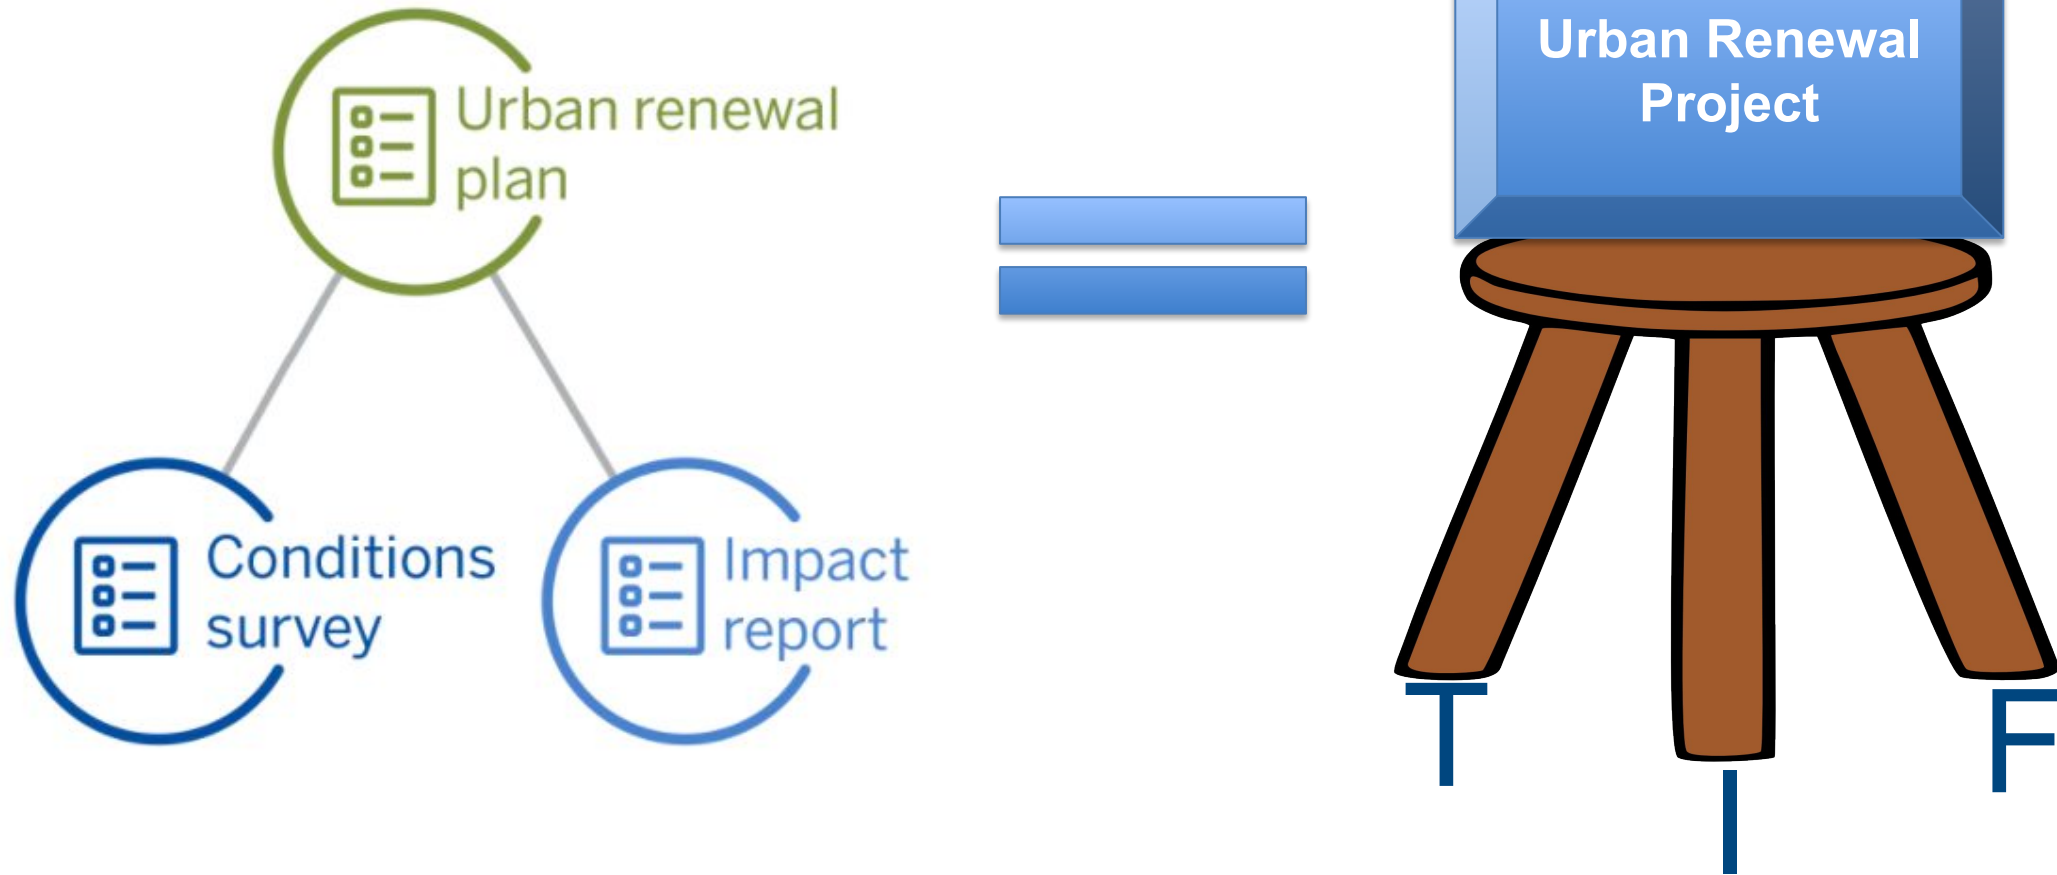 Urban renewal
plan
Conditions
survey
Impact
report
Urban Renewal
Project
T
I
F